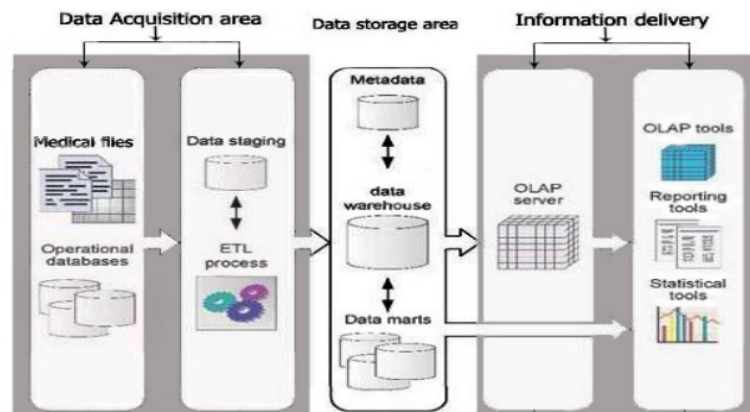 Data Acquisition area
Data storage area
Information delivery
Medical files
Operational
databases
Data staging
ETL
process
Metadata
data
warehouse
Data marts
OLAP
server
OLAP tools
Reporting
tools
Statistical
tools